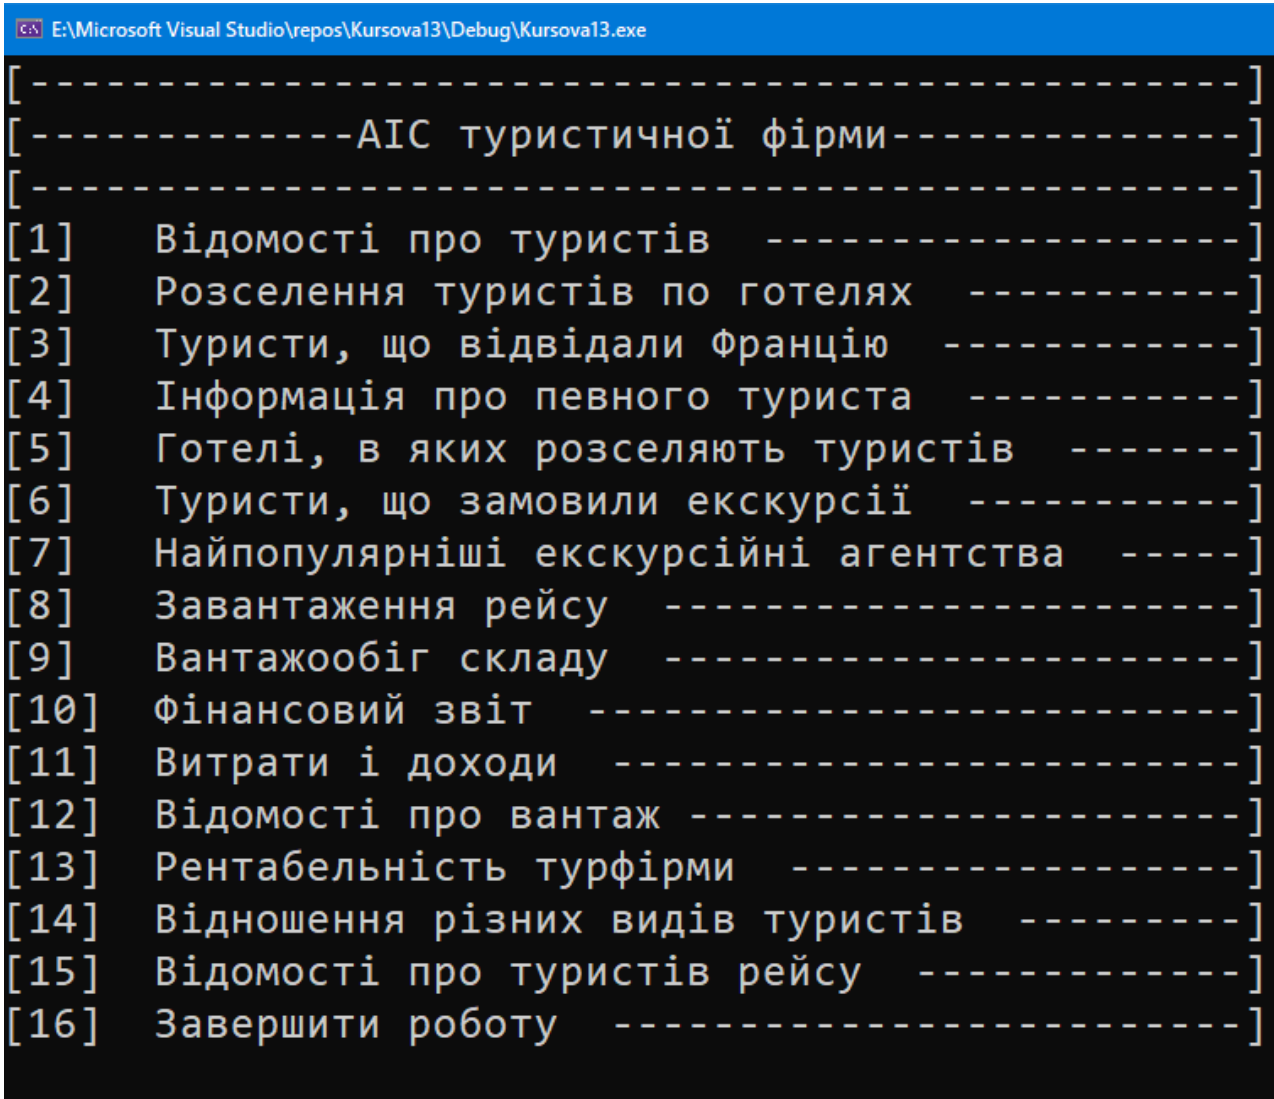 E:\Microsoft Visual Studio\repos\Kursova13\Debug\Kursova13.exe
[------------------------------------------------]
[-------------АІС туристичної фірми--------------]
[------------------------------------------------]
[1]   Відомості про туристів  -------------------]
[2]   Розселення туристів по готелях  -----------]
[3]   Туристи, що відвідали Францію  ------------]
[4]   Інформація про певного туриста  -----------]
[5]   Готелі, в яких розселяють туристів  -------]
[6]   Туристи, що замовили екскурсії  -----------]
[7]   Найпопулярніші екскурсійні агентства  -----]
[8]   Завантаження рейсу  -----------------------]
[9]   Вантажообіг складу  -----------------------]
[10]  Фінансовий звіт  --------------------------]
[11]  Витрати і доходи  -------------------------]
[12]  Відомості про вантаж ----------------------]
[13]  Рентабельність турфірми  ------------------]
[14]  Відношення різних видів туристів  ---------]
[15]  Відомості про туристів рейсу  -------------]
[16]  Завершити роботу  -------------------------]